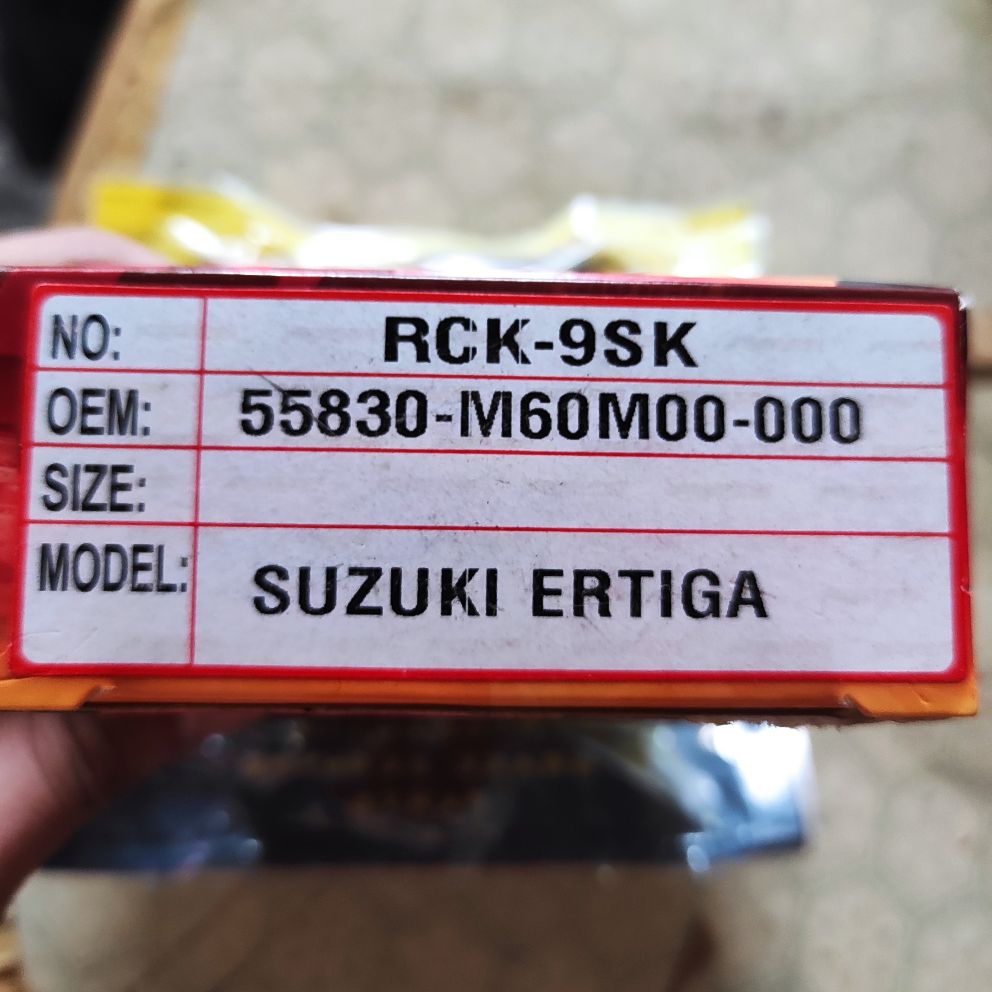 NO: RCK-9SK
OEM: 55830-M60M00-000
SIZE:
MODEL: SUZUKI ERTIGA